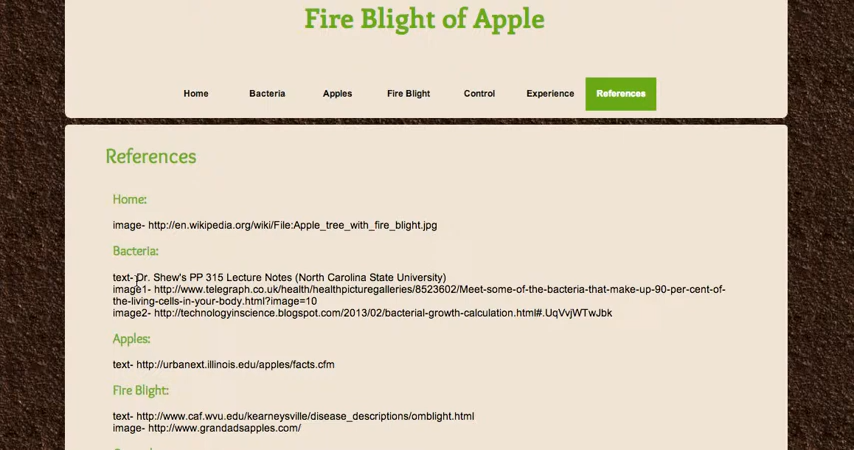 Fire Blight of Apple
Home Bacteria Apples Fire Blight Control Experience References
References
Home:
image- http://en.wikipedia.org/wiki/File:Apple_tree_with_fire_blight.jpg
Bacteria:
text- Dr. Shew's PP 315 Lecture Notes (North Carolina State University)
image1- http://www.telegraph.co.uk/health/healthpicturegalleries/8523602/Meet-some-of-the-bacteria-that-make-up-90-per-cent-of-
the-living-cells-in-your-body.html?image=10
image2- http://technologyinscience.blogspot.com/2013/02/bacterial-growth-calculation.html#.UqVvjWTwJbk
Apples:
text- http://urbanext.illinois.edu/apples/facts.cfm
Fire Blight:
text- http://www.caf.wvu.edu/kearneysville/disease_descriptions/omblight.html
image- http://www.grandadsapples.com/